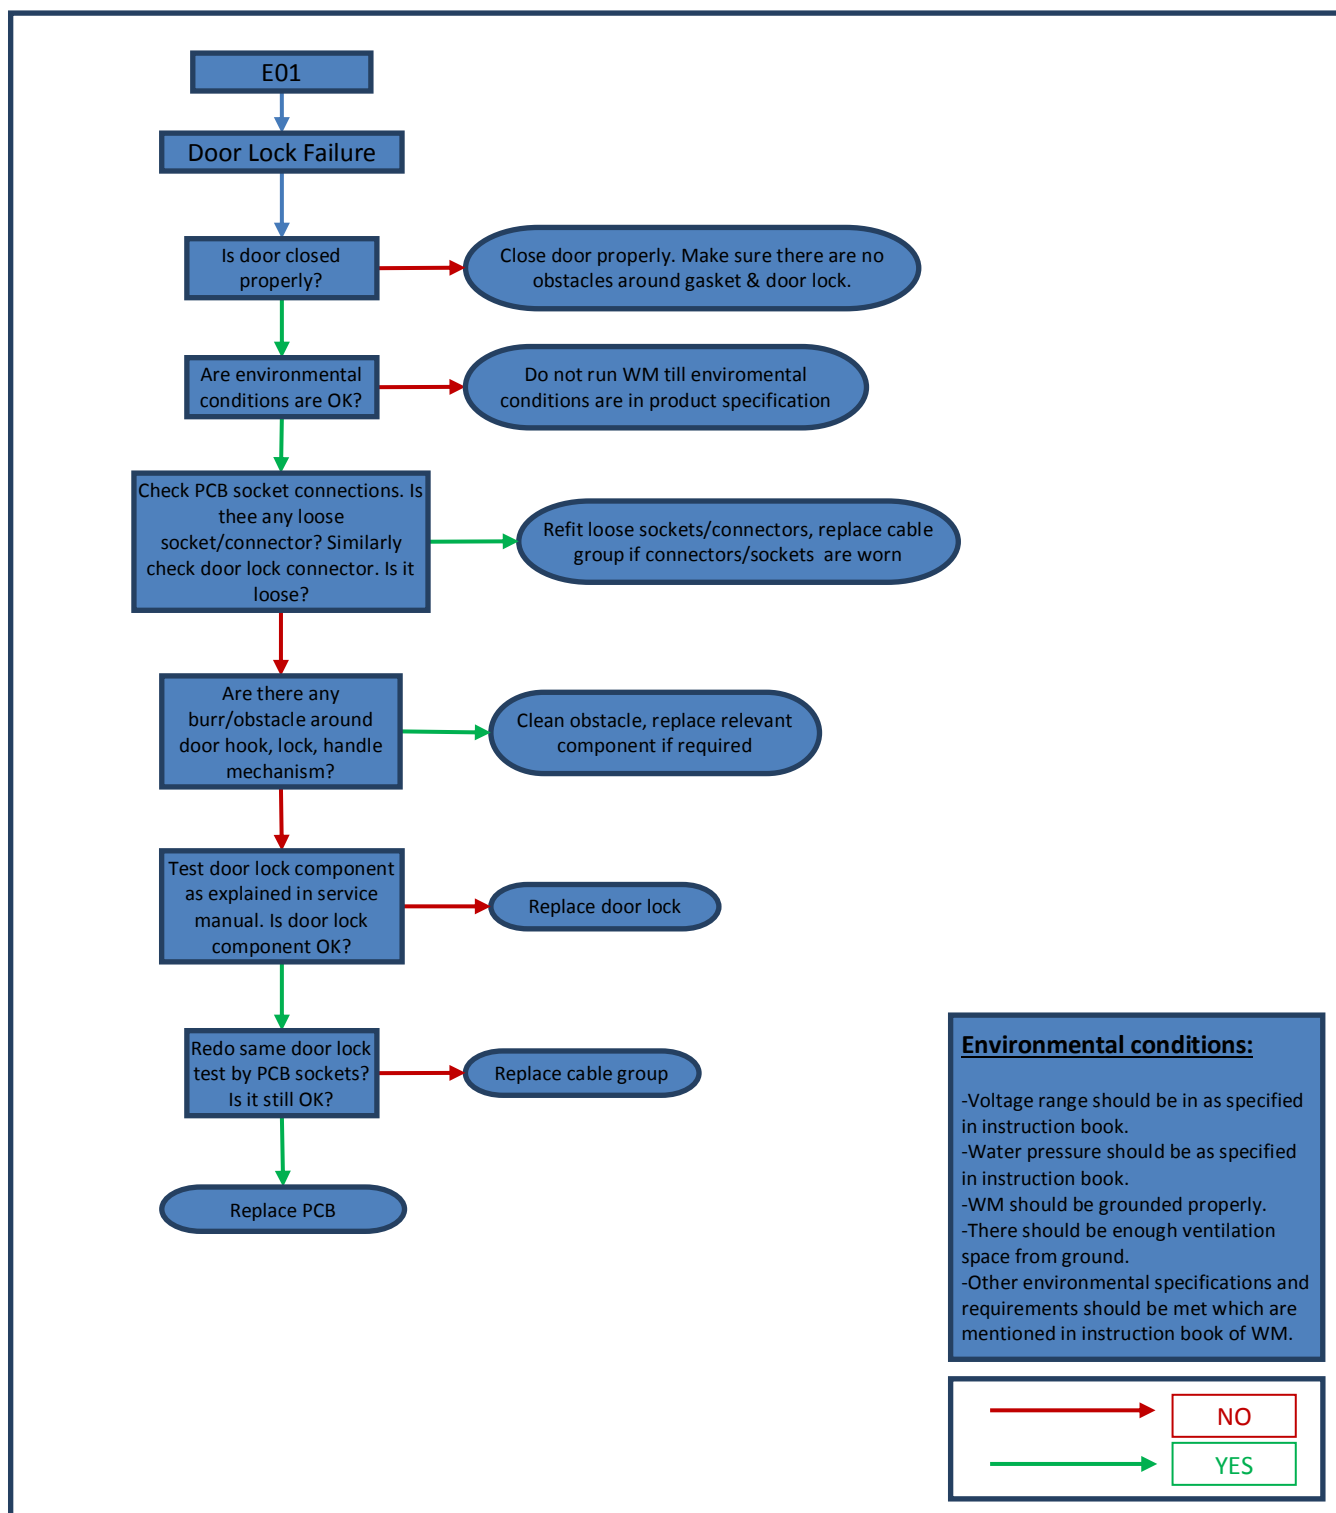 E01
Door Lock Failure
Is door closed
properly?
Close door properly. Make sure there are no
obstacles around gasket & door lock.
Are environmental
conditions are OK?
Do not run WM till enviromental
conditions are in product specification
Check PCB socket connections. Is
thee any loose
socket/connector? Similarly
check door lock connector. Is it
loose?
Refit loose sockets/connectors, replace cable
group if connectors/sockets  are worn
Are there any
burr/obstacle around
door hook, lock, handle
mechanism?
Clean obstacle, replace relevant
component if required
Test door lock component
as explained in service
manual. Is door lock
component OK?
Replace door lock
Redo same door lock
test by PCB sockets?
Is it still OK?
Replace cable group
Replace PCB
Environmental conditions:
-Voltage range should be in as specified
in instruction book.
-Water pressure should be as specified
in instruction book.
-WM should be grounded properly.
-There should be enough ventilation
space from ground.
-Other environmental specifications and
requirements should be met which are
mentioned in instruction book of WM.
NO
YES